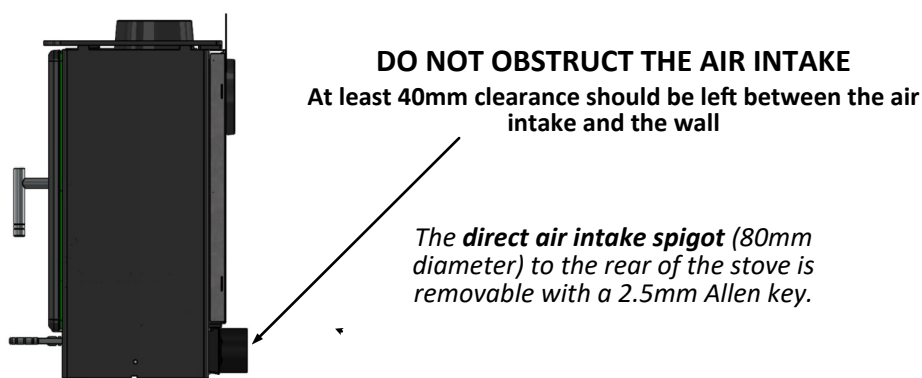 DO NOT OBSTRUCT THE AIR INTAKE
At least 40mm clearance should be left between the air
intake and the wall
The direct air intake spigot (80mm
diameter) to the rear of the stove is
removable with a 2.5mm Allen key.